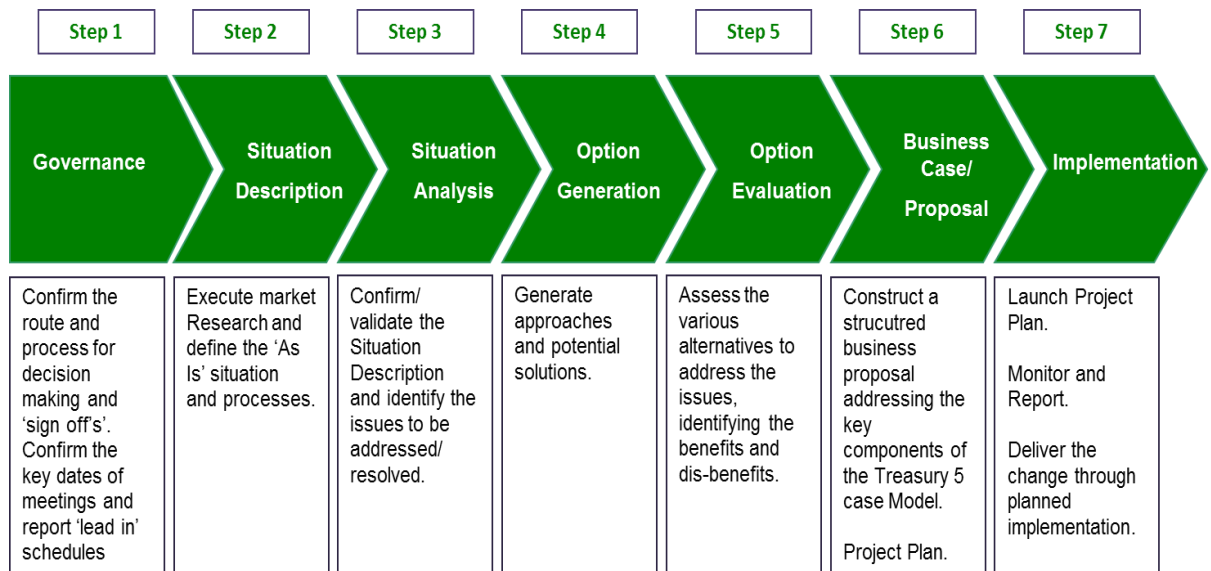 Step 1
Step 2
Step 3
Step 4
Step 5
Step 6
Step 7
Governance
Situation
Description
Situation
Analysis
Option
Generation
Option
Evaluation
Business
Case/
Proposal
Implementation
Confirm the
route and
process for
decision
making and
‘sign off’s’.
Confirm the
key dates of
meetings and
report ‘lead in’
schedules
Execute market
Research and
define the ‘As
Is’ situation
and processes.
Confirm/
validate the
Situation
Description
and identify the
issues to be
addressed/
resolved.
Generate
approaches
and potential
solutions.
Assess the
various
alternatives to
address the
issues,
identifying the
benefits and
dis-benefits.
Construct a
strucutred
business
proposal
addressing the
key
components of
the Treasury 5
case Model.
Project Plan.
Launch Project
Plan.
Monitor and
Report.
Deliver the
change through
planned
implementation.